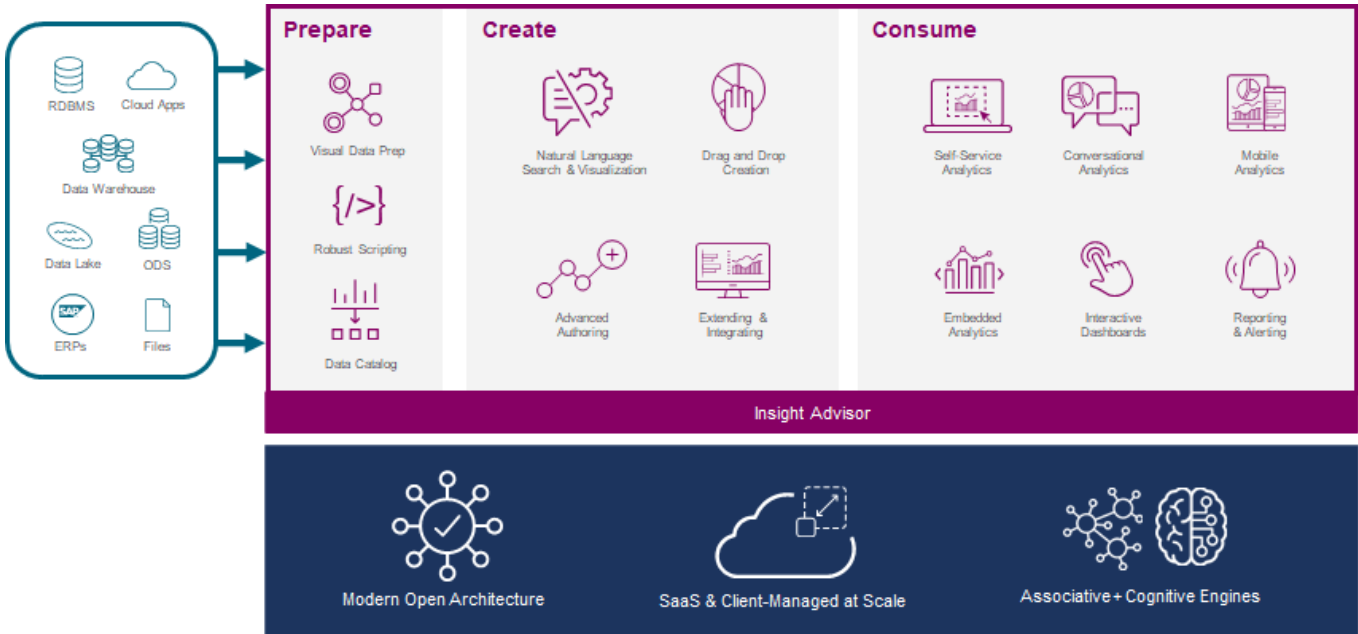 RDBMS
Cloud Apps
Data Warehouse
Data Lake
ODS
SAP
ERPs
Files
Prepare
Visual Data Prep
{/>}
Robust Scripting
Data Catalog
Create
Natural Language
Search & Visualization
Drag and Drop
Creation
Advanced
Authoring
Extending &
Integrating
Consume
Self-Service
Analytics
Conversational
Analytics
Mobile
Analytics
Embedded
Analytics
Interactive
Dashboards
Reporting
& Alerting
Insight Advisor
Modern Open Architecture
SaaS & Client-Managed at Scale
Associative + Cognitive Engines